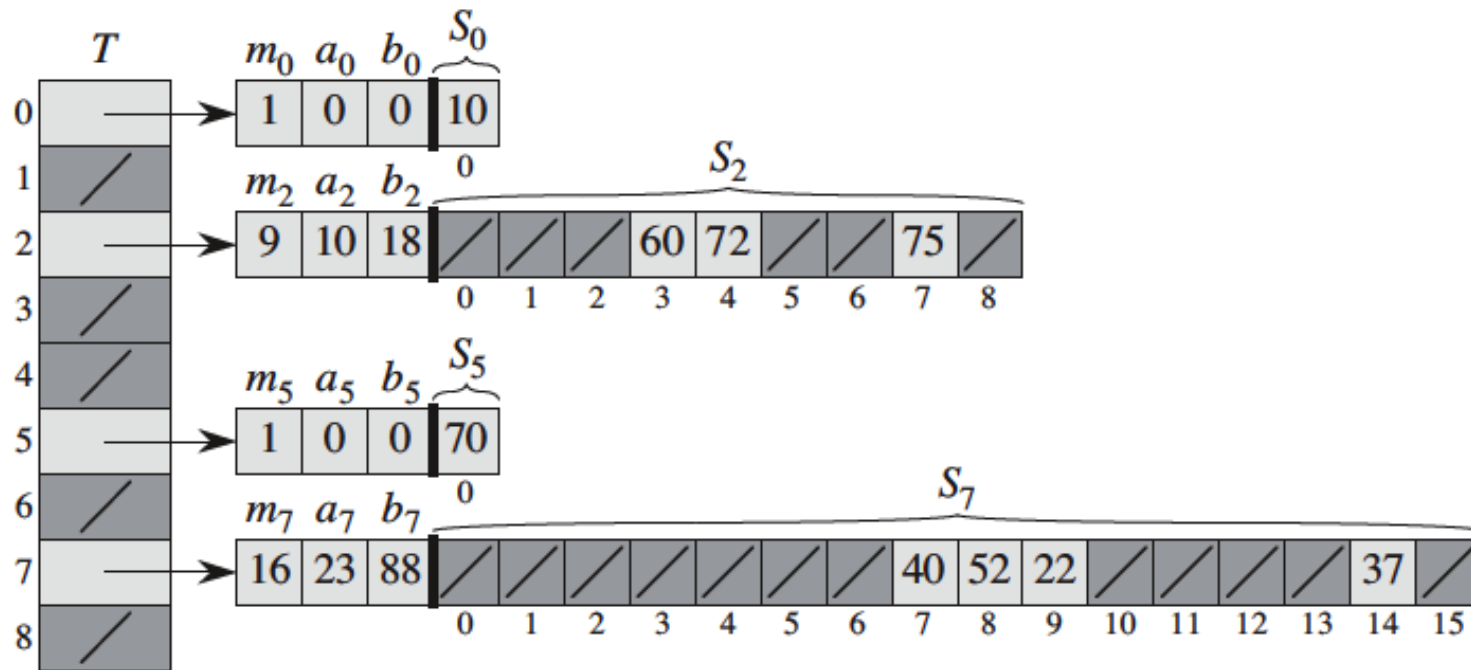 T
m₀ a₀ b₀ S₀
0 1 0 0 10
0
1
m₂ a₂ b₂ S₂
2 9 10 18 60 72 75
0 1 2 3 4 5 6 7 8
3
4
m₅ a₅ b₅ S₅
5 1 0 0 70
0
6
m₇ a₇ b₇ S₇
7 16 23 88 40 52 22 37
0 1 2 3 4 5 6 7 8 9 10 11 12 13 14 15
8